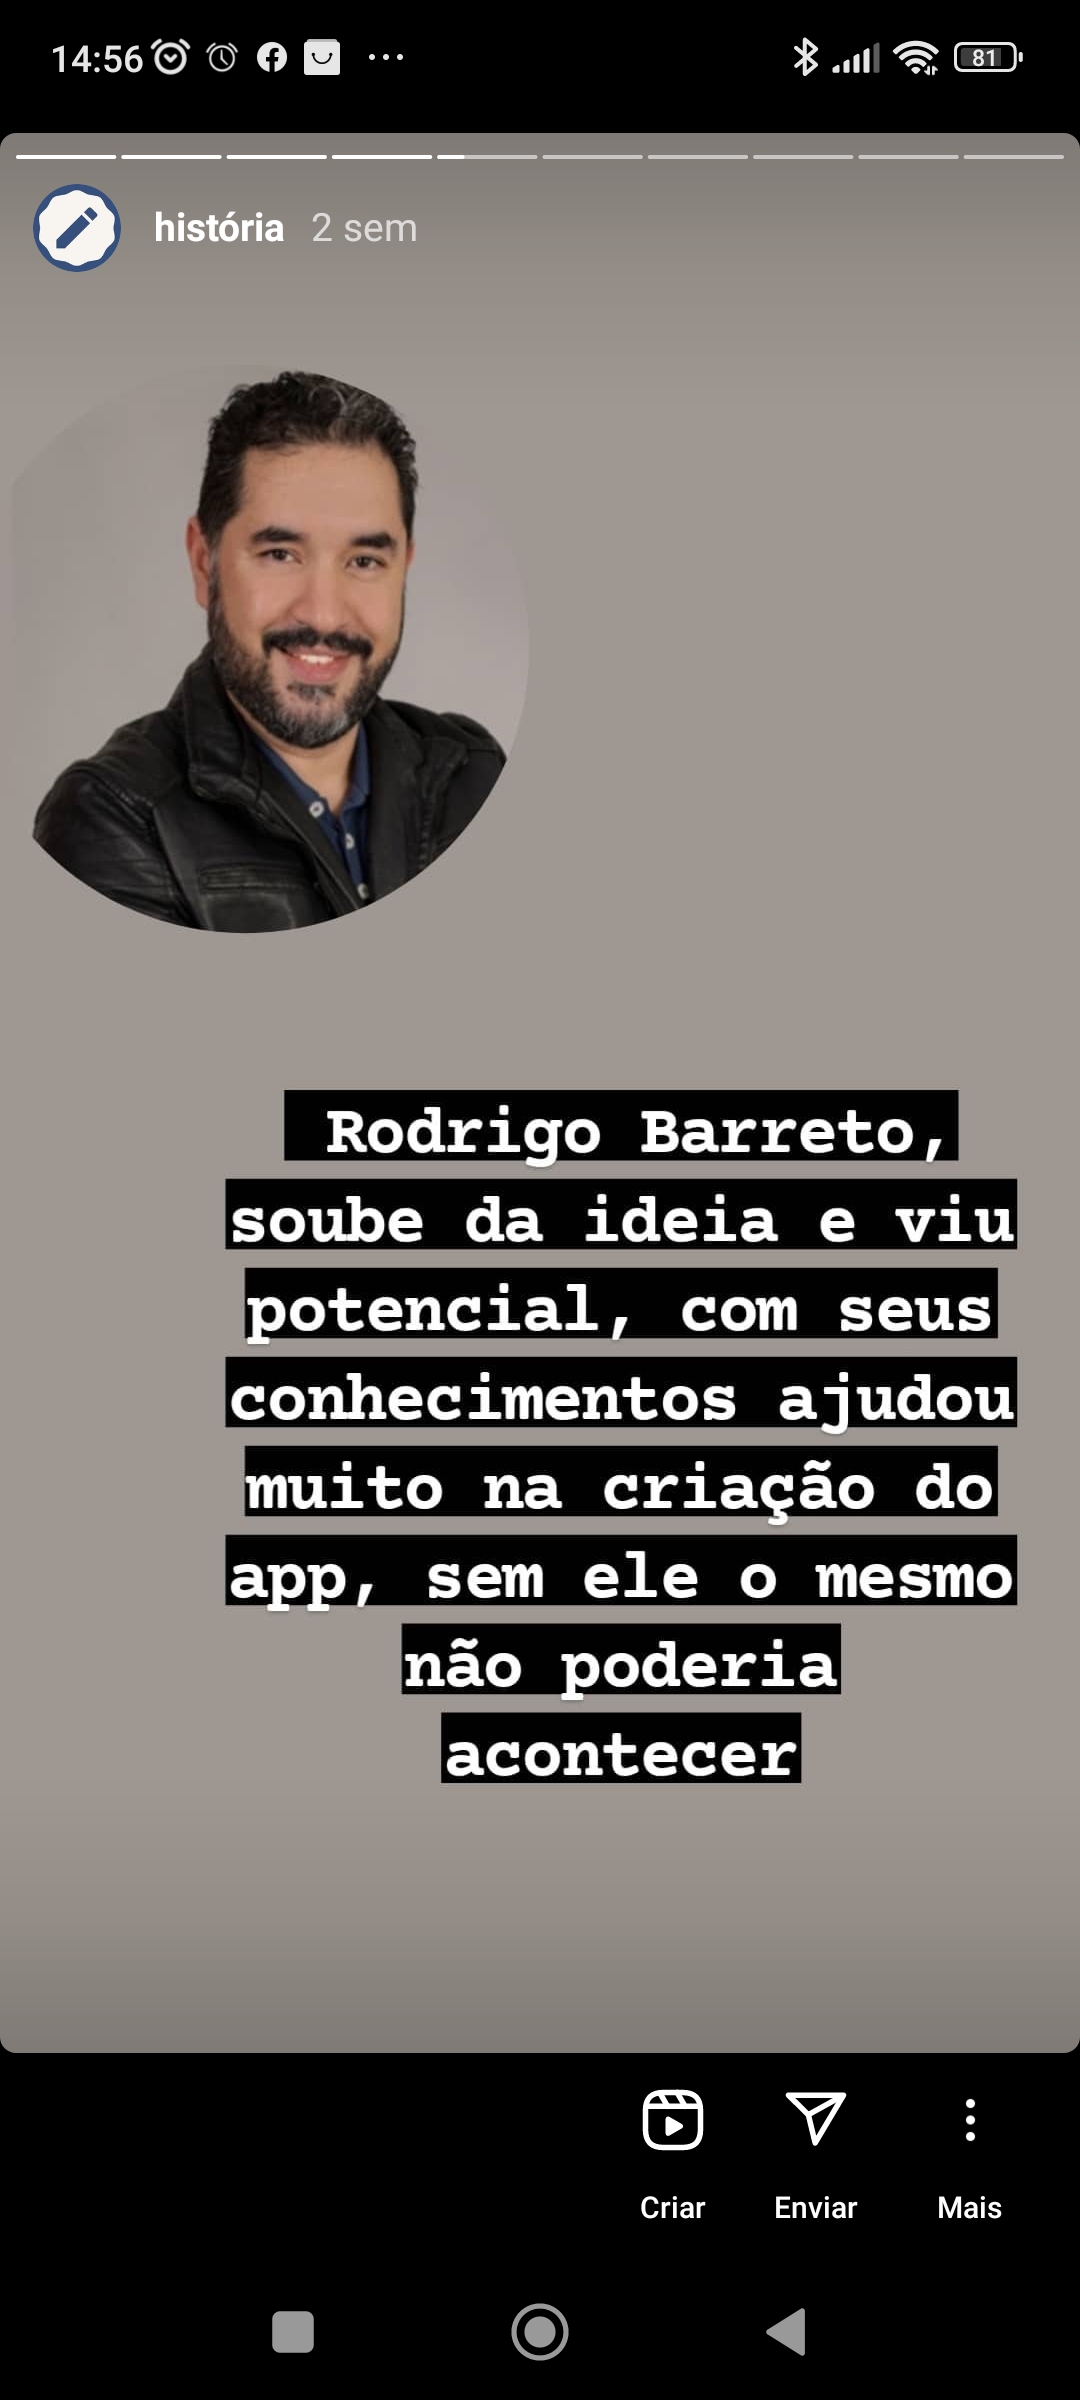 14:56
81
história 2 sem
Rodrigo Barreto,
soube da ideia e viu
potencial, com seus
conhecimentos ajudou
muito na criação do
app, sem ele o mesmo
não poderia
acontecer
Criar Enviar Mais